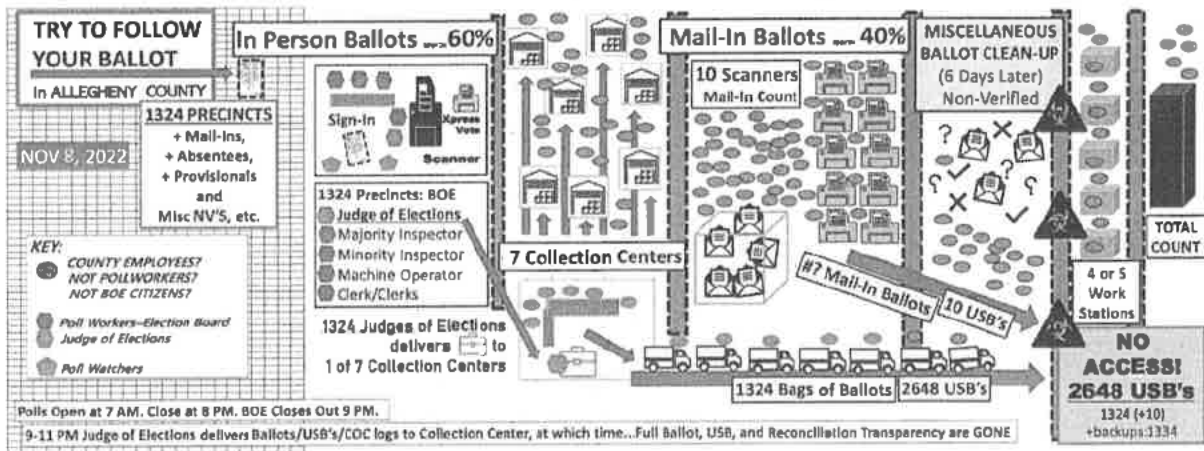 TRY TO FOLLOW
YOUR BALLOT
In ALLEGHENY COUNTY
1324 PRECINCTS
+ Mail-Ins,
+ Absentees,
+ Provisionals
and
Misc NV'S, etc.
NOV 8, 2022
KEY:
COUNTY EMPLOYEES?
NOT POLLWORKERS?
NOT BOE CITIZENS?
Poll Workers-Election Board
Judge of Elections
Poll Watchers
In Person Ballots 60%
Sign-In
Xpress
Vote
Scanner
1324 Precincts: BOE
Judge of Elections
Majority Inspector
Minority Inspector
Machine Operator
Clerk/Clerks
1324 Judges of Elections
delivers to
1 of 7 Collection Centers
7 Collection Centers
Mail-In Ballots 40%
10 Scanners
Mail-In Count
#? Mail-In Ballots
10 USB's
1324 Bags of Ballots
2648 USB's
MISCELLANEOUS
BALLOT CLEAN-UP
(6 Days Later)
Non-Verified
4 or 5
Work
Stations
TOTAL
COUNT
NO
ACCESS!
2648 USB's
1324 (+10)
+backups:1334
Polls Open at 7 AM. Close at 8 PM. BOE Closes Out 9 PM.
9-11 PM Judge of Elections delivers Ballots/USB's/COC logs to Collection Center, at which time...Full Ballot, USB, and Reconciliation Transparency are GONE